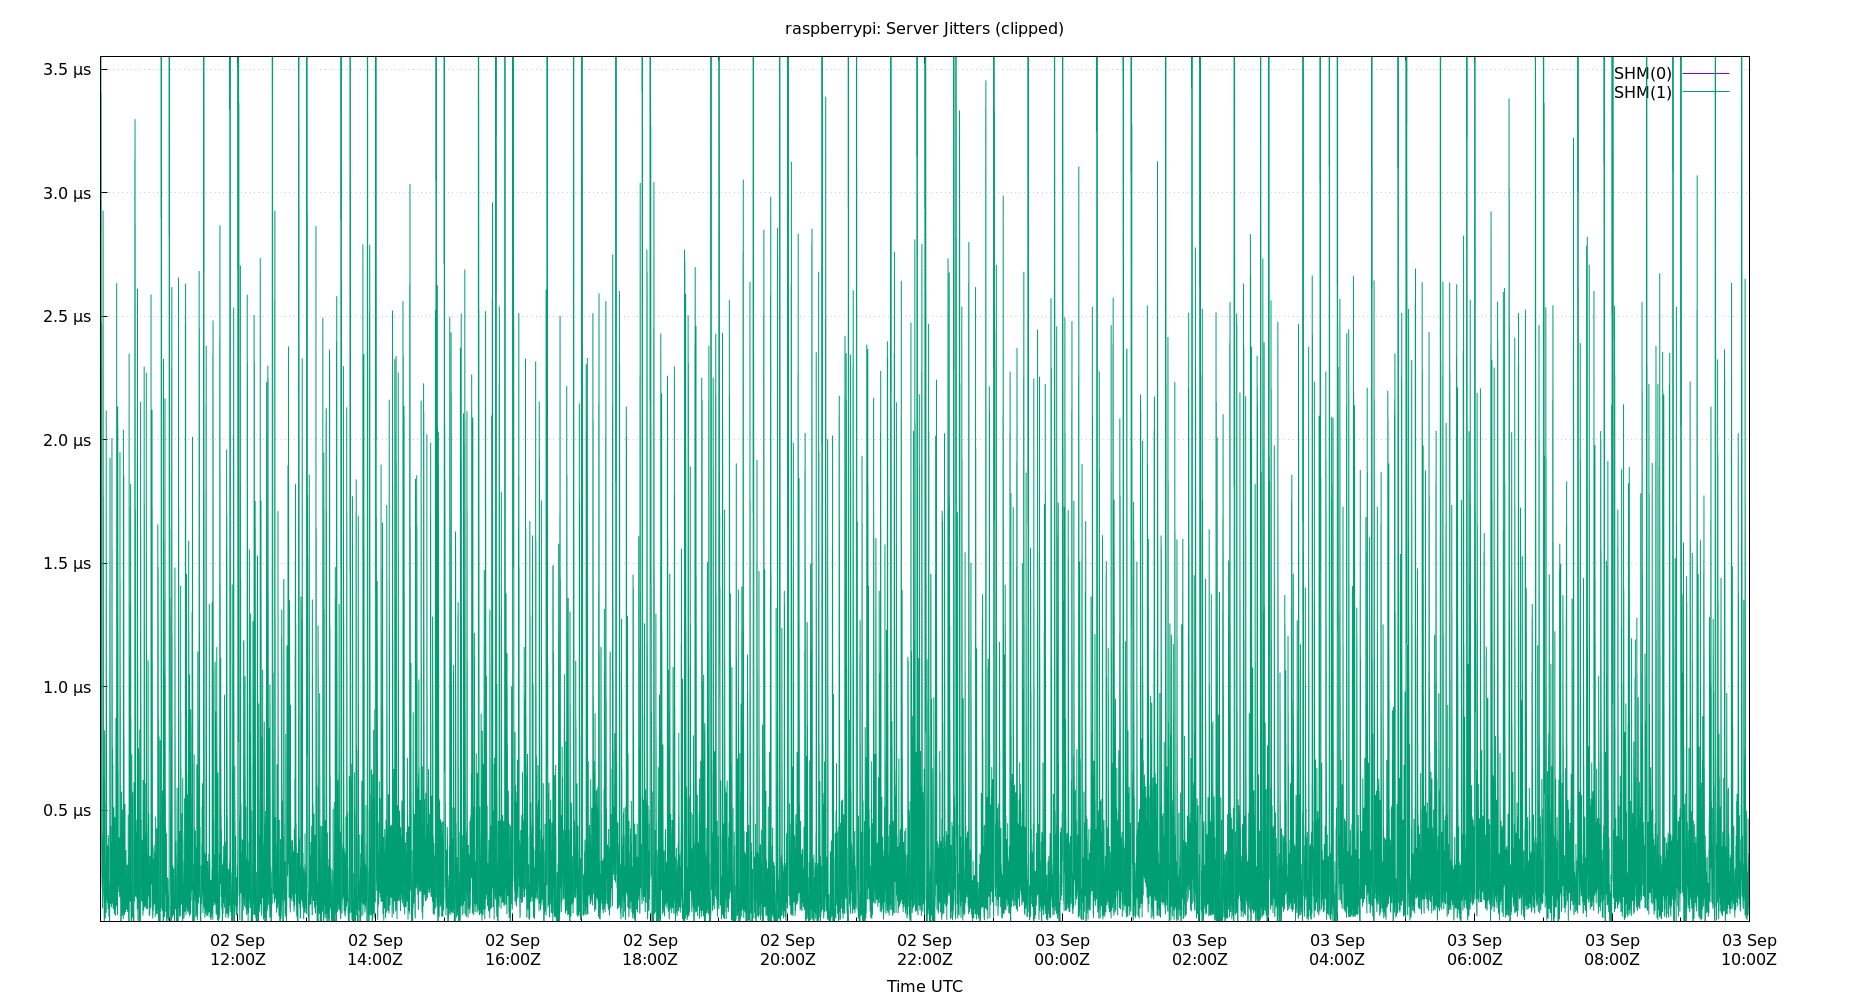 raspberrypi: Server Jitters (clipped)
3.5 µs
3.0 µs
2.5 µs
2.0 µs
1.5 µs
1.0 µs
0.5 µs
SHM(0)
SHM(1)
02 Sep 02 Sep 02 Sep 02 Sep 02 Sep 02 Sep 03 Sep 03 Sep 03 Sep 03 Sep 03 Sep 03 Sep
12:00Z 14:00Z 16:00Z 18:00Z 20:00Z 22:00Z 00:00Z 02:00Z 04:00Z 06:00Z 08:00Z 10:00Z
Time UTC